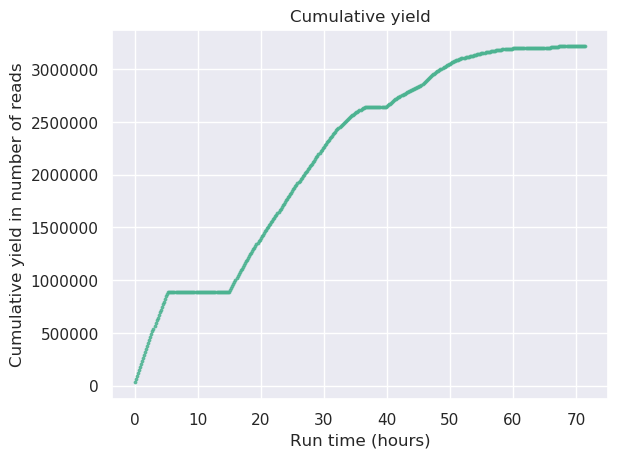 Cumulative yield
Cumulative yield in number of reads
3000000
2500000
2000000
1500000
1000000
500000
0
0 10 20 30 40 50 60 70
Run time (hours)